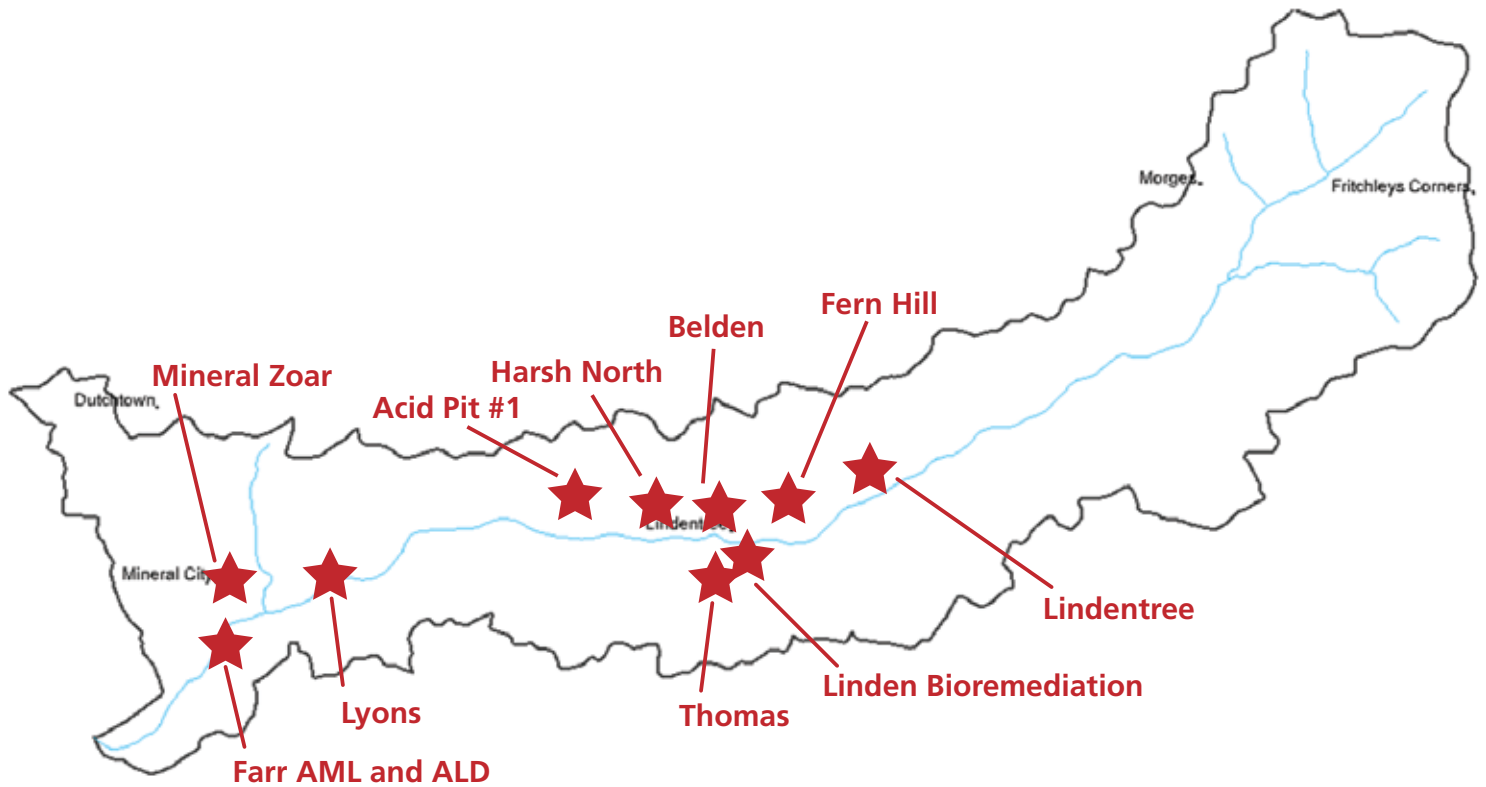 Morges
Fritchleys Corners
Fern Hill
Belden
Harsh North
Mineral Zoar
Dutchtown
Acid Pit #1
Lindentree
Mineral City
Lindentree
Linden Bioremediation
Lyons
Thomas
Farr AML and ALD